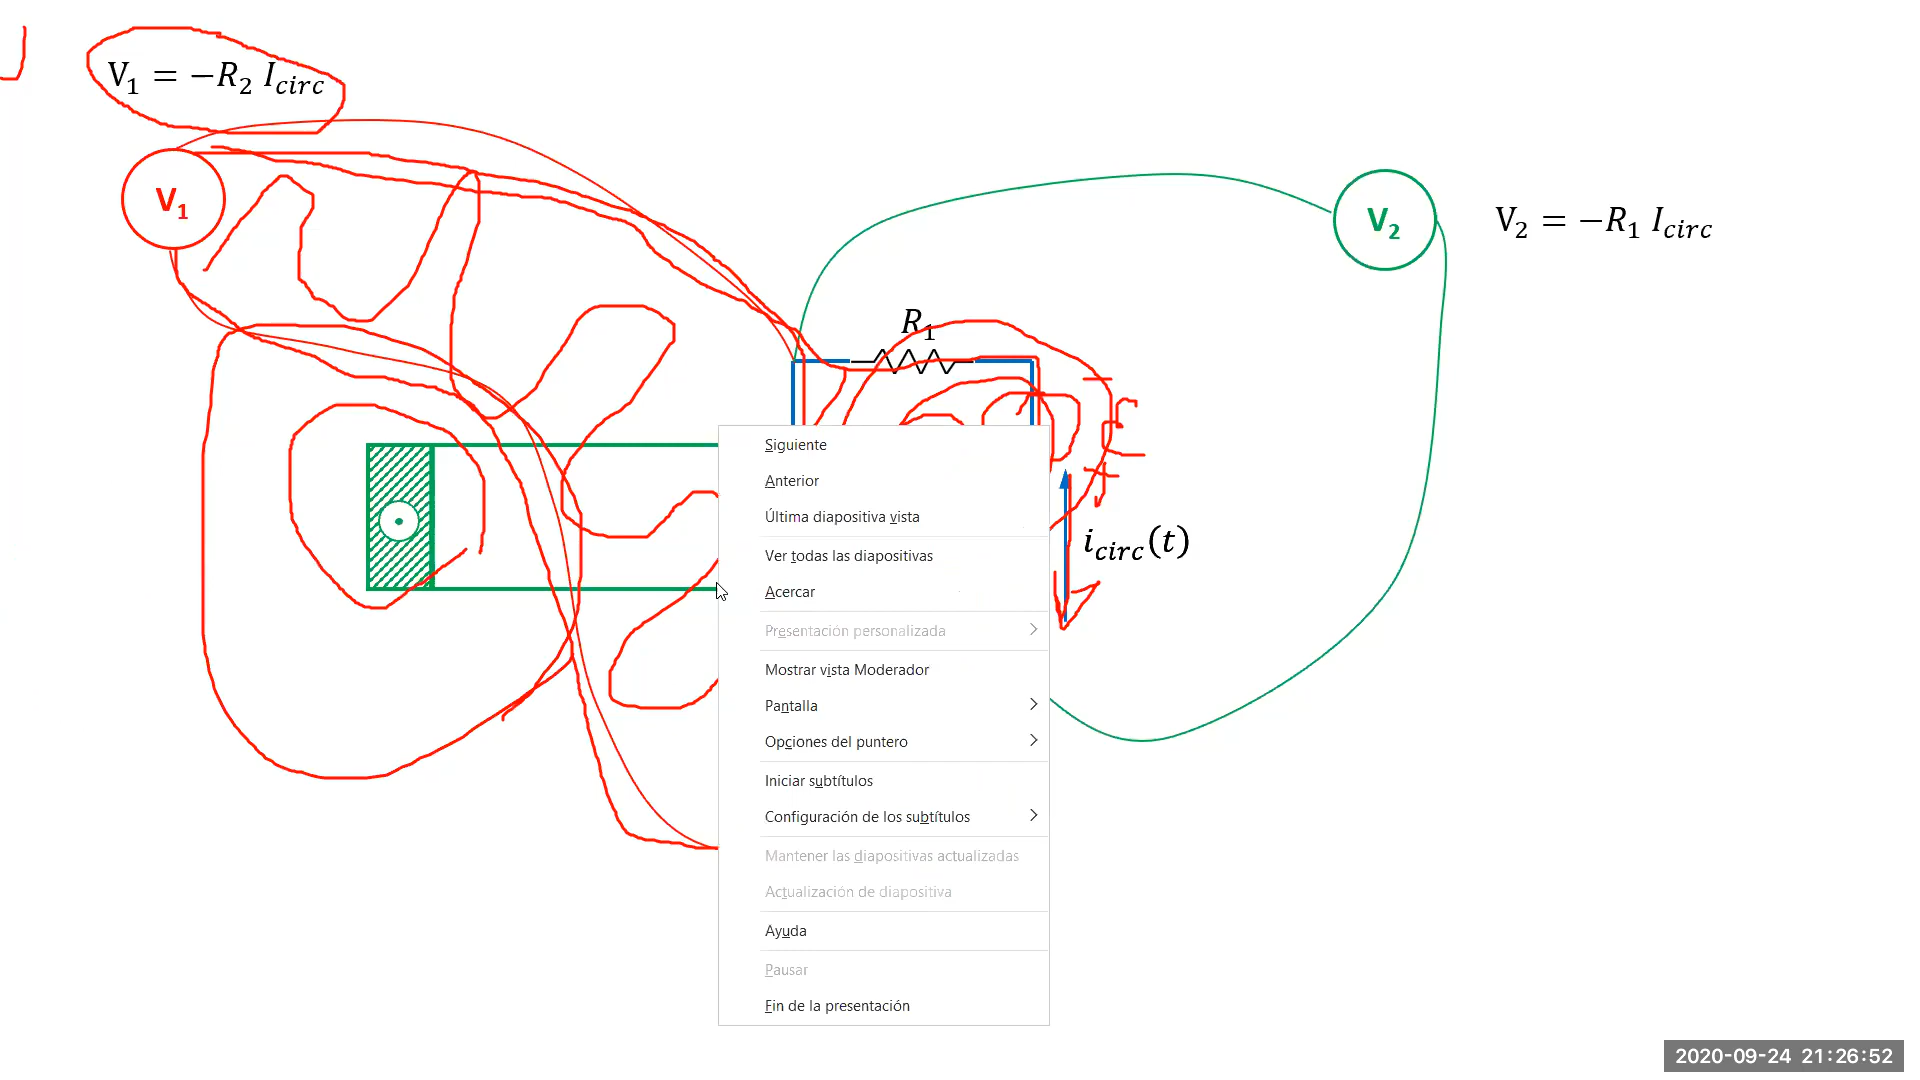 V₁ = −R₂ I_circ
V₁
V₂
V₂ = −R₁ I_circ
R₁
i_circ(t)
Siguiente
Anterior
Última diapositiva vista
Ver todas las diapositivas
Acercar
Presentación personalizada
Mostrar vista Moderador
Pantalla
Opciones del puntero
Iniciar subtítulos
Configuración de los subtítulos
Mantener las diapositivas actualizadas
Actualización de diapositiva
Ayuda
Pausar
Fin de la presentación
2020-09-24 21:26:52